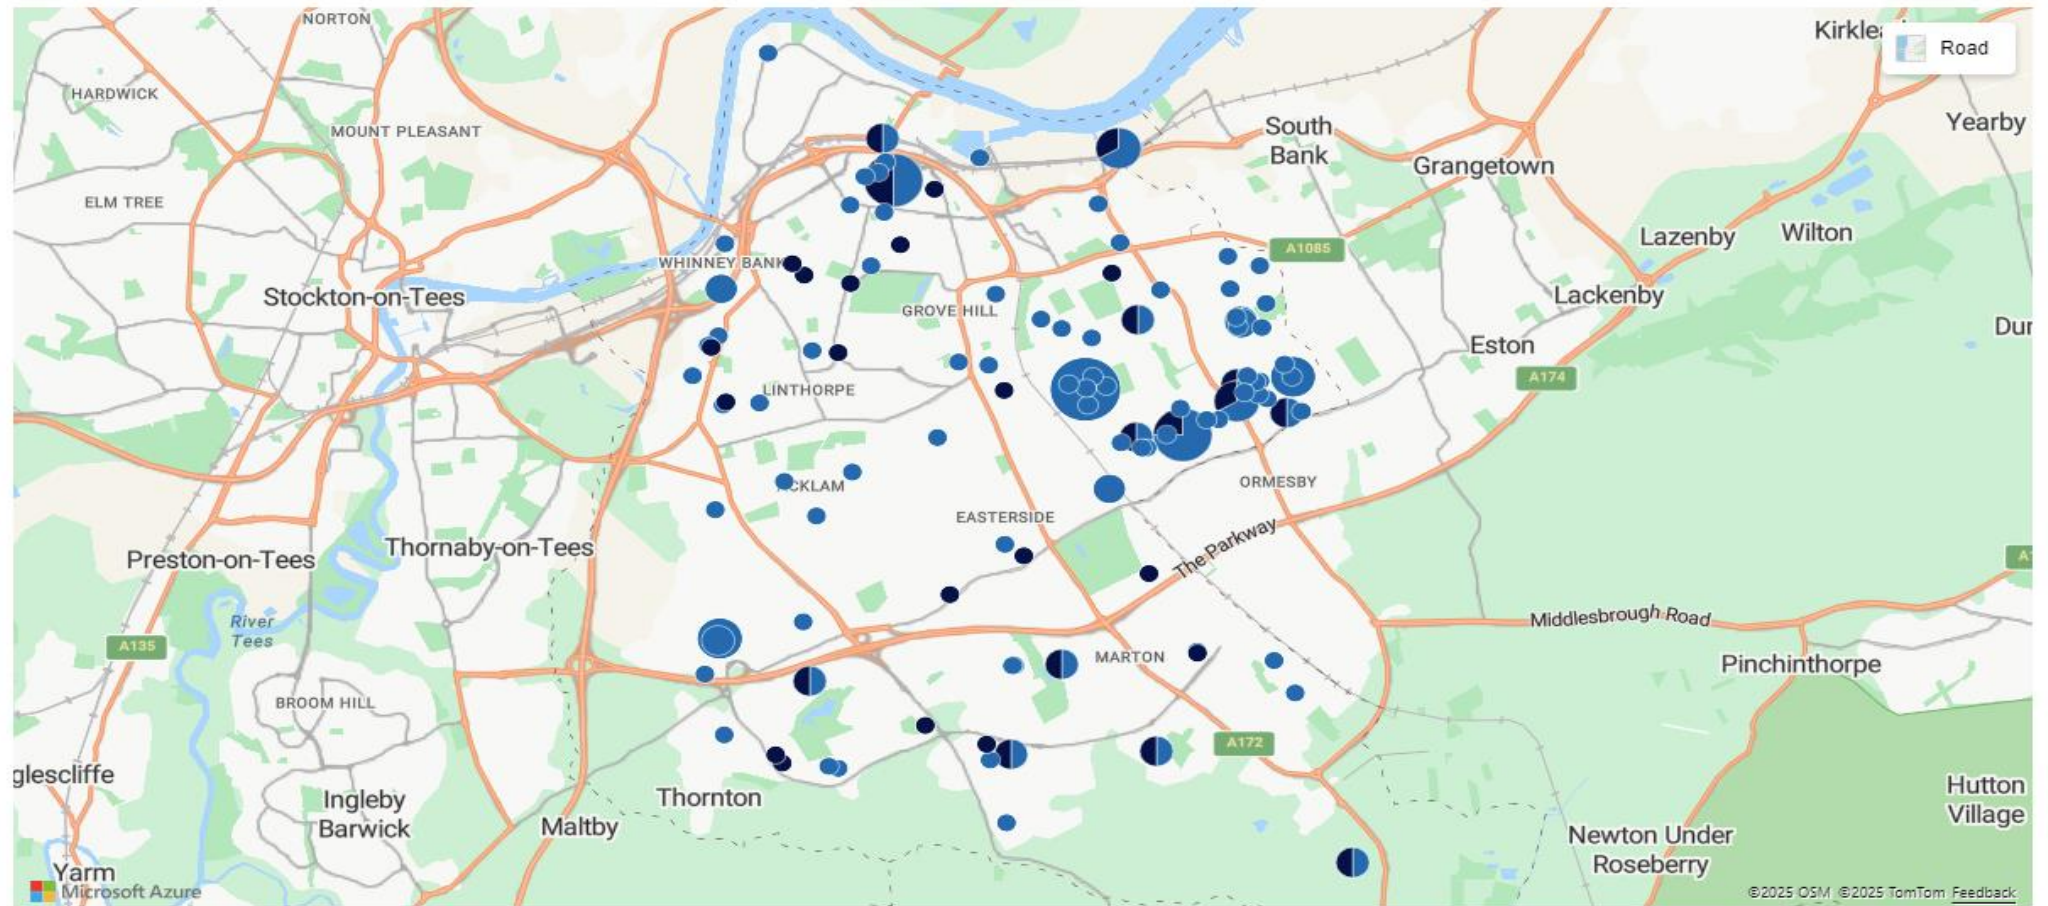 NORTON
Kirklea
Road
HARDWICK
MOUNT PLEASANT
South
Bank
Yearby
Grangetown
ELM TREE
Lazenby
Wilton
A1085
WHINNEY BANK
Stockton-on-Tees
Lackenby
GROVE HILL
Dur
Eston
A174
LINTHORPE
ORMESBY
CKLAM
EASTERSIDE
Thornaby-on-Tees
Preston-on-Tees
The Parkway
A1
River
Tees
Middlesbrough Road
A135
MARTON
Pinchinthorpe
BROOM HILL
A172
glescliffe
Thornton
Ingleby
Barwick
Hutton
Village
Maltby
Newton Under
Roseberry
Yarm
Microsoft Azure
©2025 OSM ©2025 TomTom Feedback